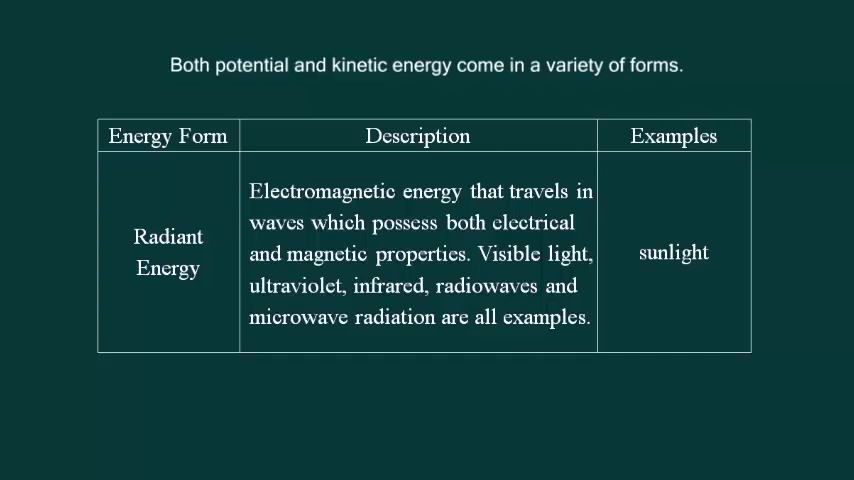 Both potential and kinetic energy come in a variety of forms.
Energy Form
Description
Examples
Radiant
Energy
Electromagnetic energy that travels in
waves which possess both electrical
and magnetic properties. Visible light,
ultraviolet, infrared, radiowaves and
microwave radiation are all examples.
sunlight